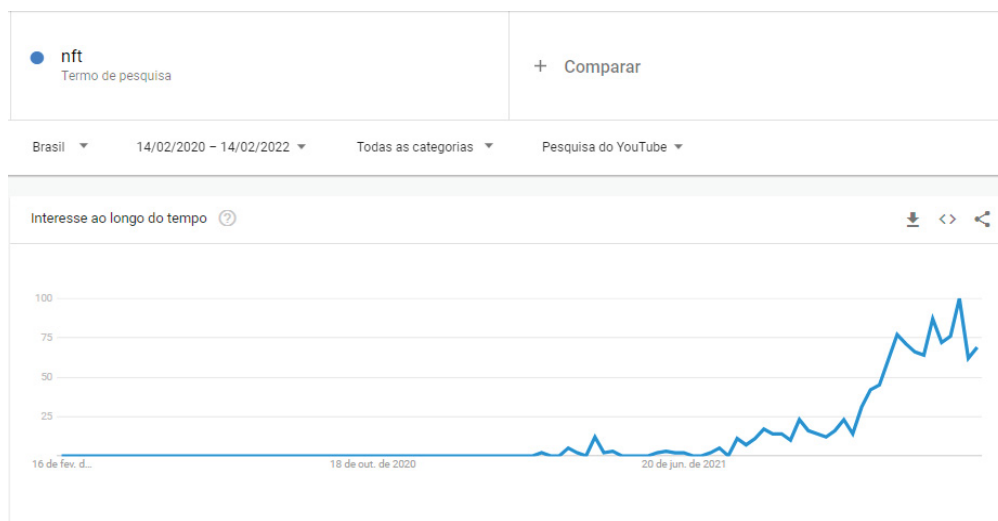 nft
Termo de pesquisa
+ Comparar
Brasil
14/02/2020 – 14/02/2022
Todas as categorias
Pesquisa do YouTube
Interesse ao longo do tempo
100
75
50
25
16 de fev. d...
18 de out. de 2020
20 de jun. de 2021